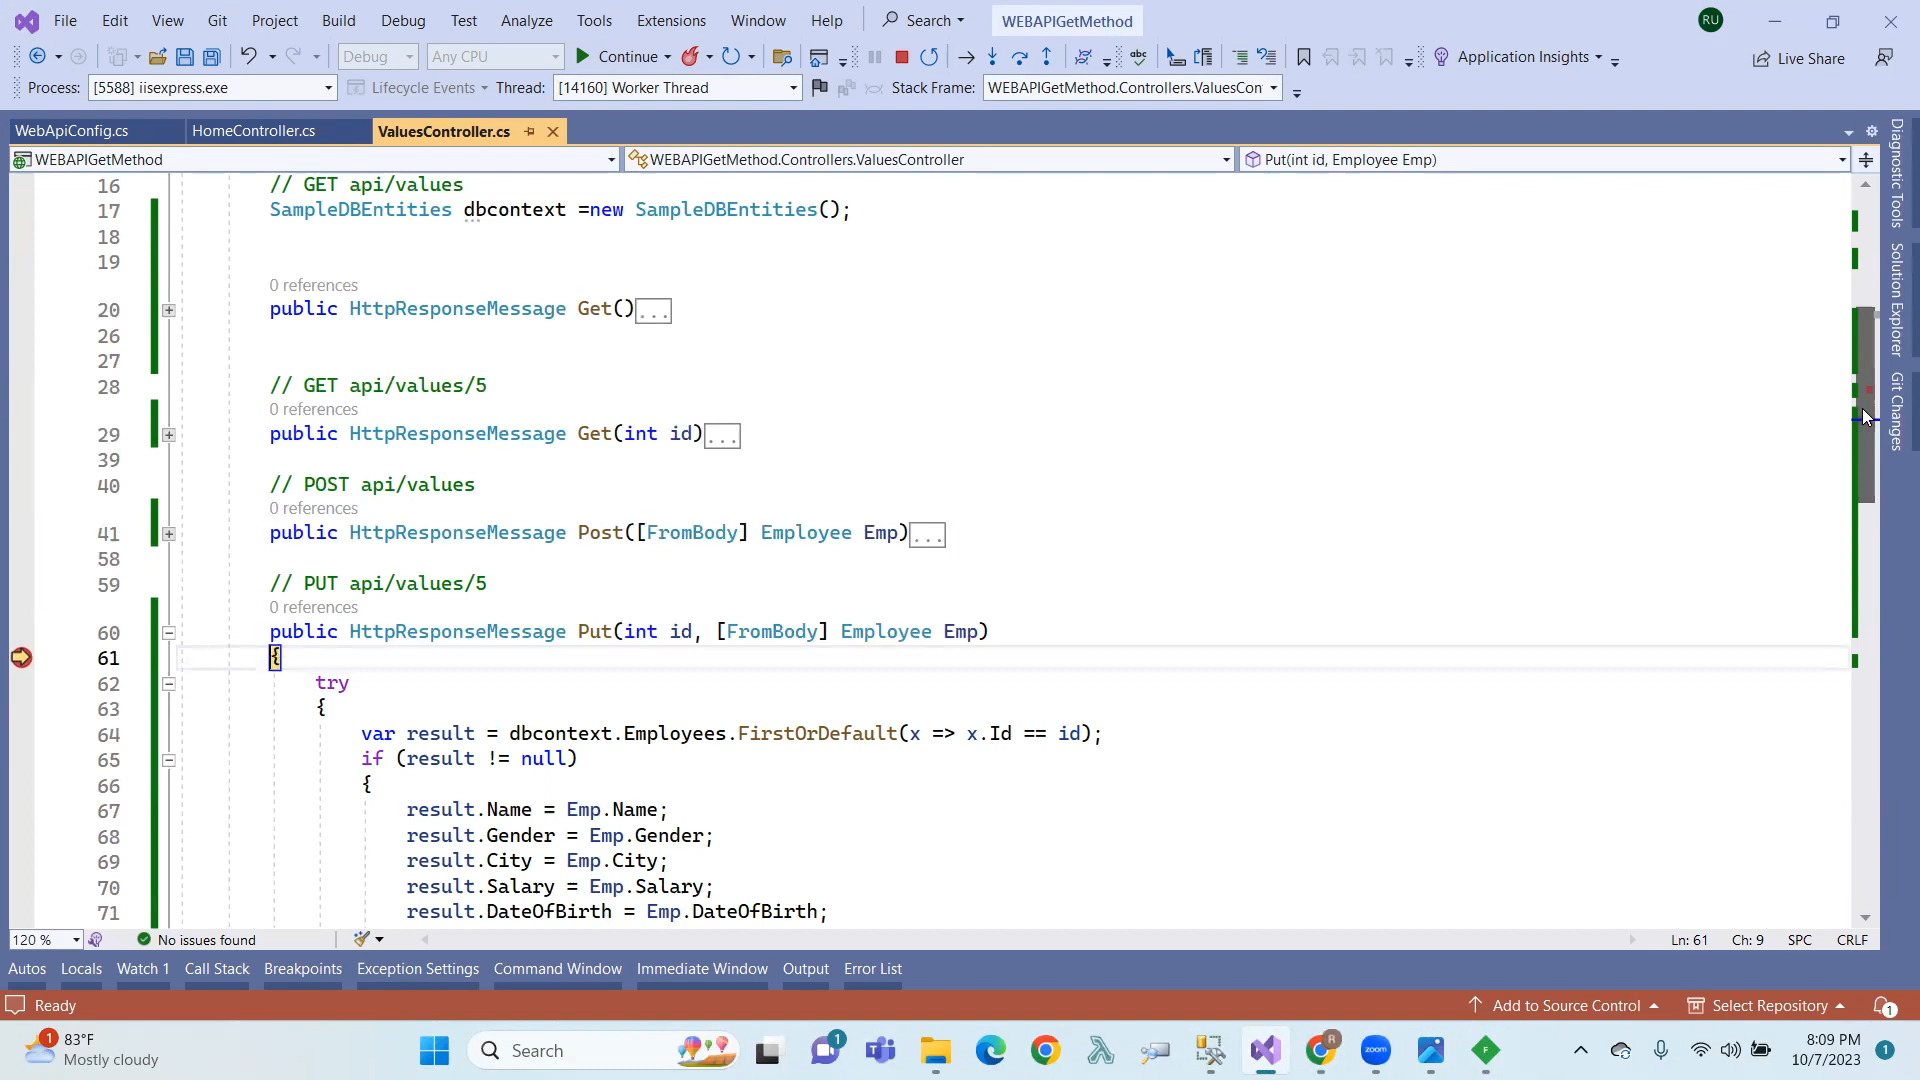 File Edit View Git Project Build Debug Test Analyze Tools Extensions Window Help Search WEBAPIGetMethod RU
Debug Any CPU Continue Application Insights Live Share
Process: [5588] iisexpress.exe Lifecycle Events Thread: [14160] Worker Thread Stack Frame: WEBAPIGetMethod.Controllers.ValuesCon
WebApiConfig.cs HomeController.cs ValuesController.cs
WEBAPIGetMethod WEBAPIGetMethod.Controllers.ValuesController Put(int id, Employee Emp)
16 // GET api/values
17 SampleDBEntities dbcontext =new SampleDBEntities();
18
19
0 references
20 public HttpResponseMessage Get()...
26
27
28 // GET api/values/5
0 references
29 public HttpResponseMessage Get(int id)...
39
40 // POST api/values
0 references
41 public HttpResponseMessage Post([FromBody] Employee Emp)...
58
59 // PUT api/values/5
0 references
60 public HttpResponseMessage Put(int id, [FromBody] Employee Emp)
61 {
62 try
63 {
64 var result = dbcontext.Employees.FirstOrDefault(x => x.Id == id);
65 if (result != null)
66 {
67 result.Name = Emp.Name;
68 result.Gender = Emp.Gender;
69 result.City = Emp.City;
70 result.Salary = Emp.Salary;
71 result.DateOfBirth = Emp.DateOfBirth;
Diagnostic Tools
Solution Explorer
Git Changes
120 % No issues found Ln: 61 Ch: 9 SPC CRLF
Autos Locals Watch 1 Call Stack Breakpoints Exception Settings Command Window Immediate Window Output Error List
Ready Add to Source Control Select Repository 1
1 83°F
Mostly cloudy
Search
1
R
zoom
F
8:09 PM
10/7/2023
1